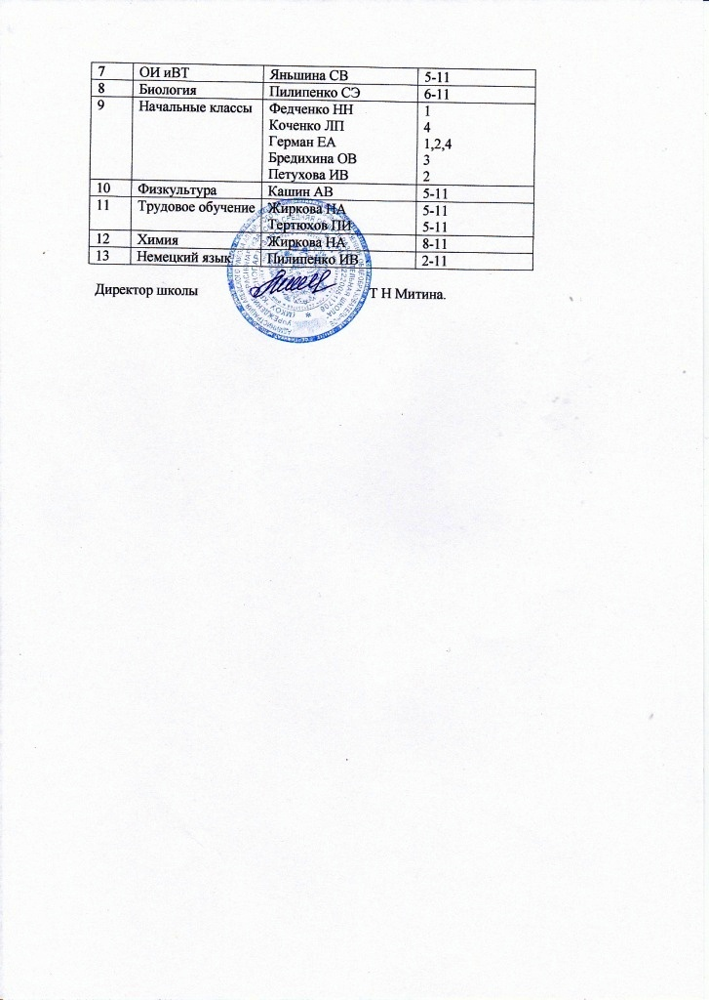 7 ОИ иВТ Яньшина СВ 5-11
8 Биология Пилипенко СЭ 6-11
9 Начальные классы Федченко НН 1
Коченко ЛП 4
Герман ЕА 1,2,4
Бредихина ОВ 3
Петухова ИВ 2
10 Физкультура Кашин АВ 5-11
11 Трудовое обучение Жиркова НА 5-11
Тертюхов ПИ 5-11
12 Химия Жиркова НА 8-11
13 Немецкий язык Пилипенко ИВ 2-11
Директор школы Т Н Митина.